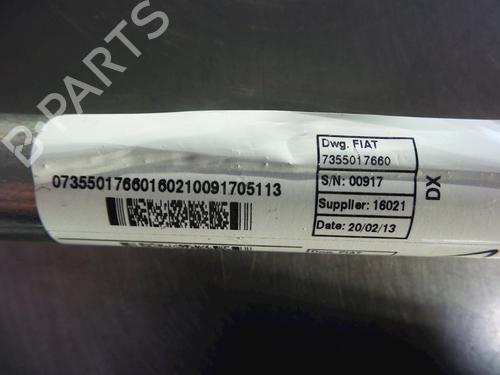 B-PARTS
Dwg. FIAT
7355017660
S/N: 00917
Supplier: 16021
Date: 20/02/13
DX
07355017660160210091705113